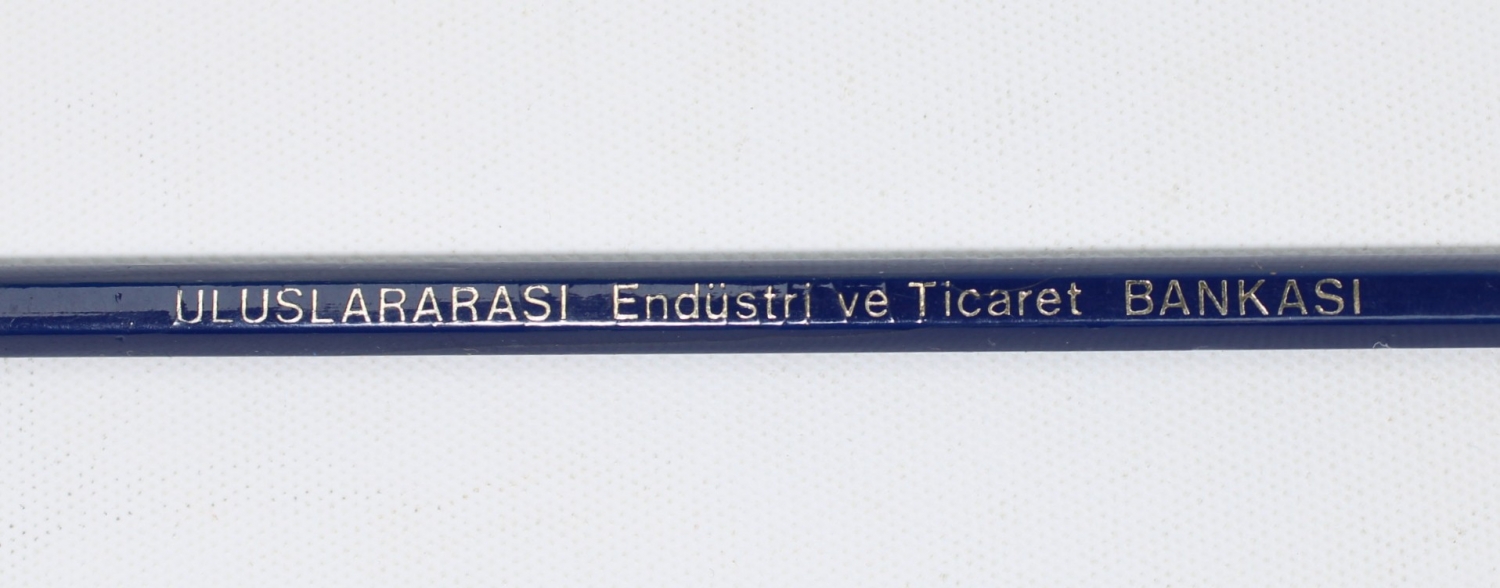 ULUSLARARASI Endüstri ve Ticaret BANKASI